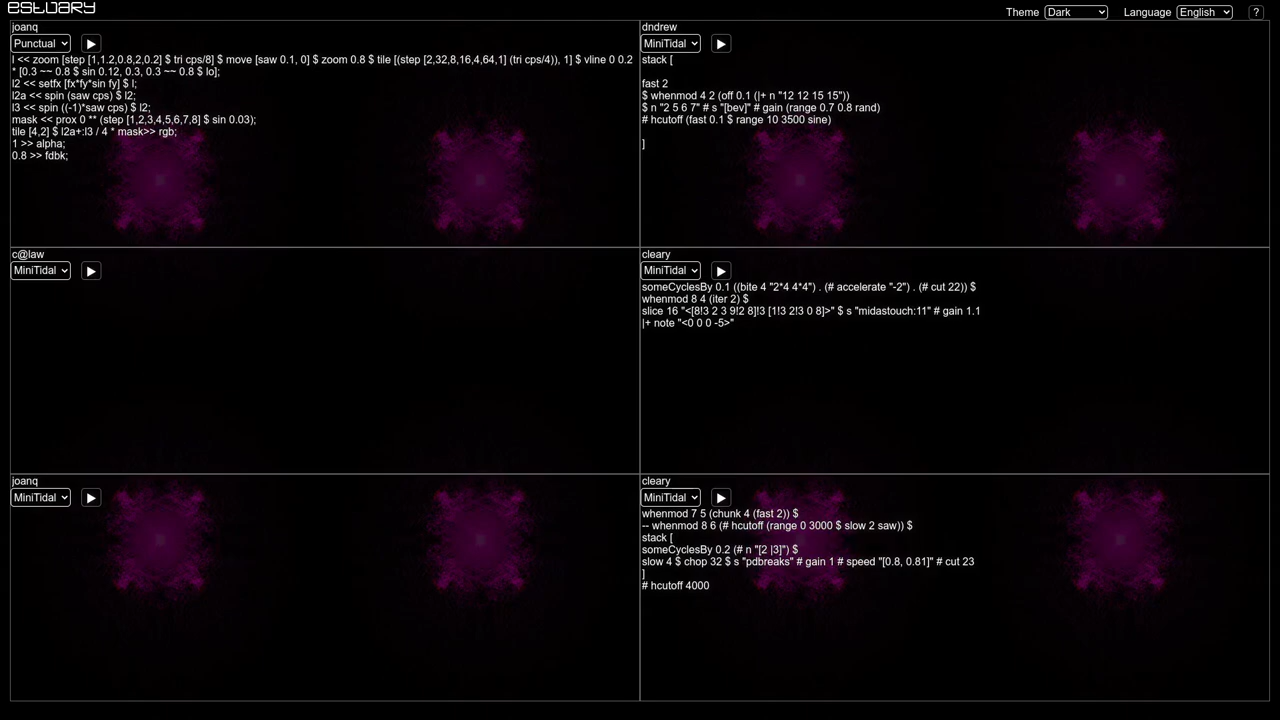 estuary
Theme Dark Language English ?
joanq
Punctual
l << zoom [step [1,1.2,0.8,2,0.2] $ tri cps/8] $ move [saw 0.1, 0] $ zoom 0.8 $ tile [(step [2,32,8,16,4,64,1] (tri cps/4)), 1] $ vline 0 0.2
* [0.3 ~~ 0.8 $ sin 0.12, 0.3, 0.3 ~~ 0.8 $ lo];
l2 << setfx [fx*fy*sin fy] $ l;
l2a << spin (saw cps) $ l2;
l3 << spin ((-1)*saw cps) $ l2;
mask << prox 0 ** (step [1,2,3,4,5,6,7,8] $ sin 0.03);
tile [4,2] $ l2a+:l3 / 4 * mask>> rgb;
1 >> alpha;
0.8 >> fdbk;
dndrew
MiniTidal
stack [
fast 2
$ whenmod 4 2 (off 0.1 (|+ n "12 12 15 15"))
$ n "2 5 6 7" # s "[bev]" # gain (range 0.7 0.8 rand)
# hcutoff (fast 0.1 $ range 10 3500 sine)
]
c@law
MiniTidal
cleary
MiniTidal
someCyclesBy 0.1 ((bite 4 "2*4 4*4") . (# accelerate "-2") . (# cut 22)) $
whenmod 8 4 (iter 2) $
slice 16 "<[8!3 2 3 9!2 8]!3 [1!3 2!3 0 8]>" $ s "midastouch:11" # gain 1.1
|+ note "<0 0 0 -5>"
joanq
MiniTidal
cleary
MiniTidal
whenmod 7 5 (chunk 4 (fast 2)) $
-- whenmod 8 6 (# hcutoff (range 0 3000 $ slow 2 saw)) $
stack [
someCyclesBy 0.2 (# n "[2 |3]") $
slow 4 $ chop 32 $ s "pdbreaks" # gain 1 # speed "[0.8, 0.81]" # cut 23
]
# hcutoff 4000